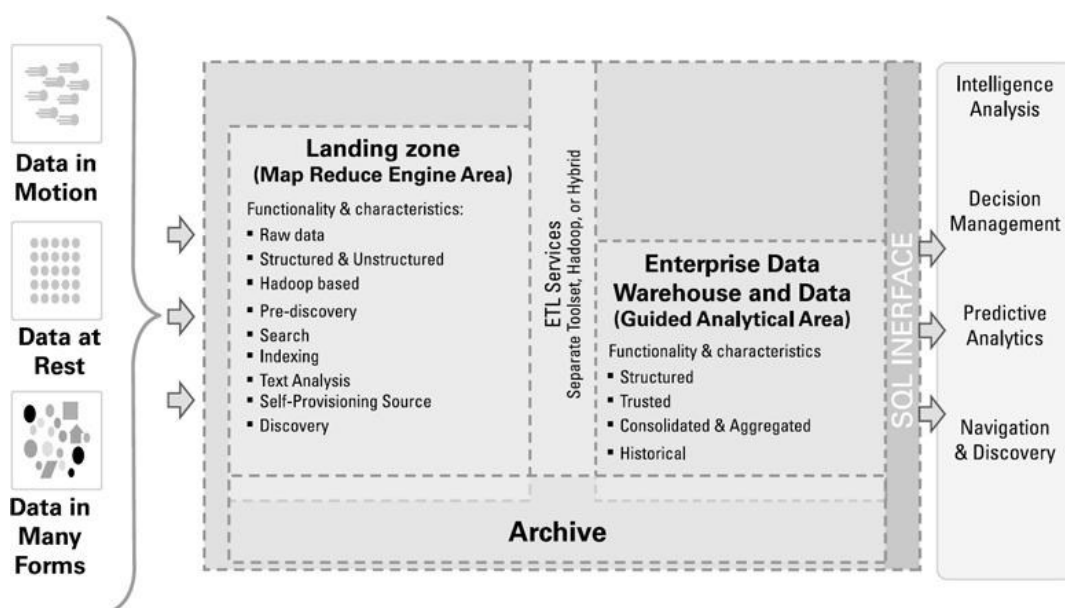 Data in
Motion
Data at
Rest
Data in
Many
Forms
Landing zone
(Map Reduce Engine Area)
Functionality & characteristics:
▪ Raw data
▪ Structured & Unstructured
▪ Hadoop based
▪ Pre-discovery
▪ Search
▪ Indexing
▪ Text Analysis
▪ Self-Provisioning Source
▪ Discovery
ETL Services
Separate Toolset, Hadoop, or Hybrid
Enterprise Data
Warehouse and Data
(Guided Analytical Area)
Functionality & characteristics
▪ Structured
▪ Trusted
▪ Consolidated & Aggregated
▪ Historical
Archive
SQL INERFACE
Intelligence
Analysis
Decision
Management
Predictive
Analytics
Navigation
& Discovery